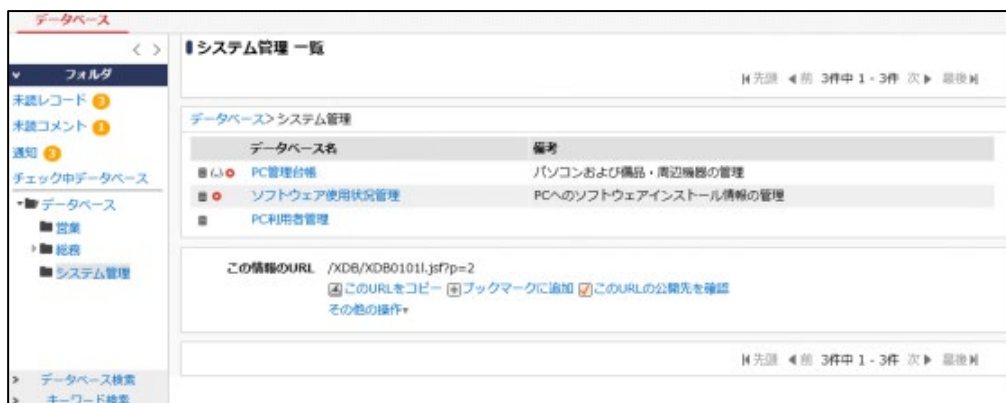 データベース
< >
フォルダ
未読レコード 3
未読コメント 1
通知 3
チェック中データベース
データベース
営業
総務
システム管理
データベース検索
キーワード検索
システム管理 一覧
先頭 前 3件中 1 - 3件 次 最後
データベース>システム管理
データベース名 備考
PC管理台帳 パソコンおよび備品・周辺機器の管理
ソフトウェア使用状況管理 PCへのソフトウェアインストール情報の管理
PC利用者管理
この情報のURL /XDB/XDB0101l.jsf?p=2
このURLをコピー ブックマークに追加 このURLの公開先を確認
その他の操作
先頭 前 3件中 1 - 3件 次 最後